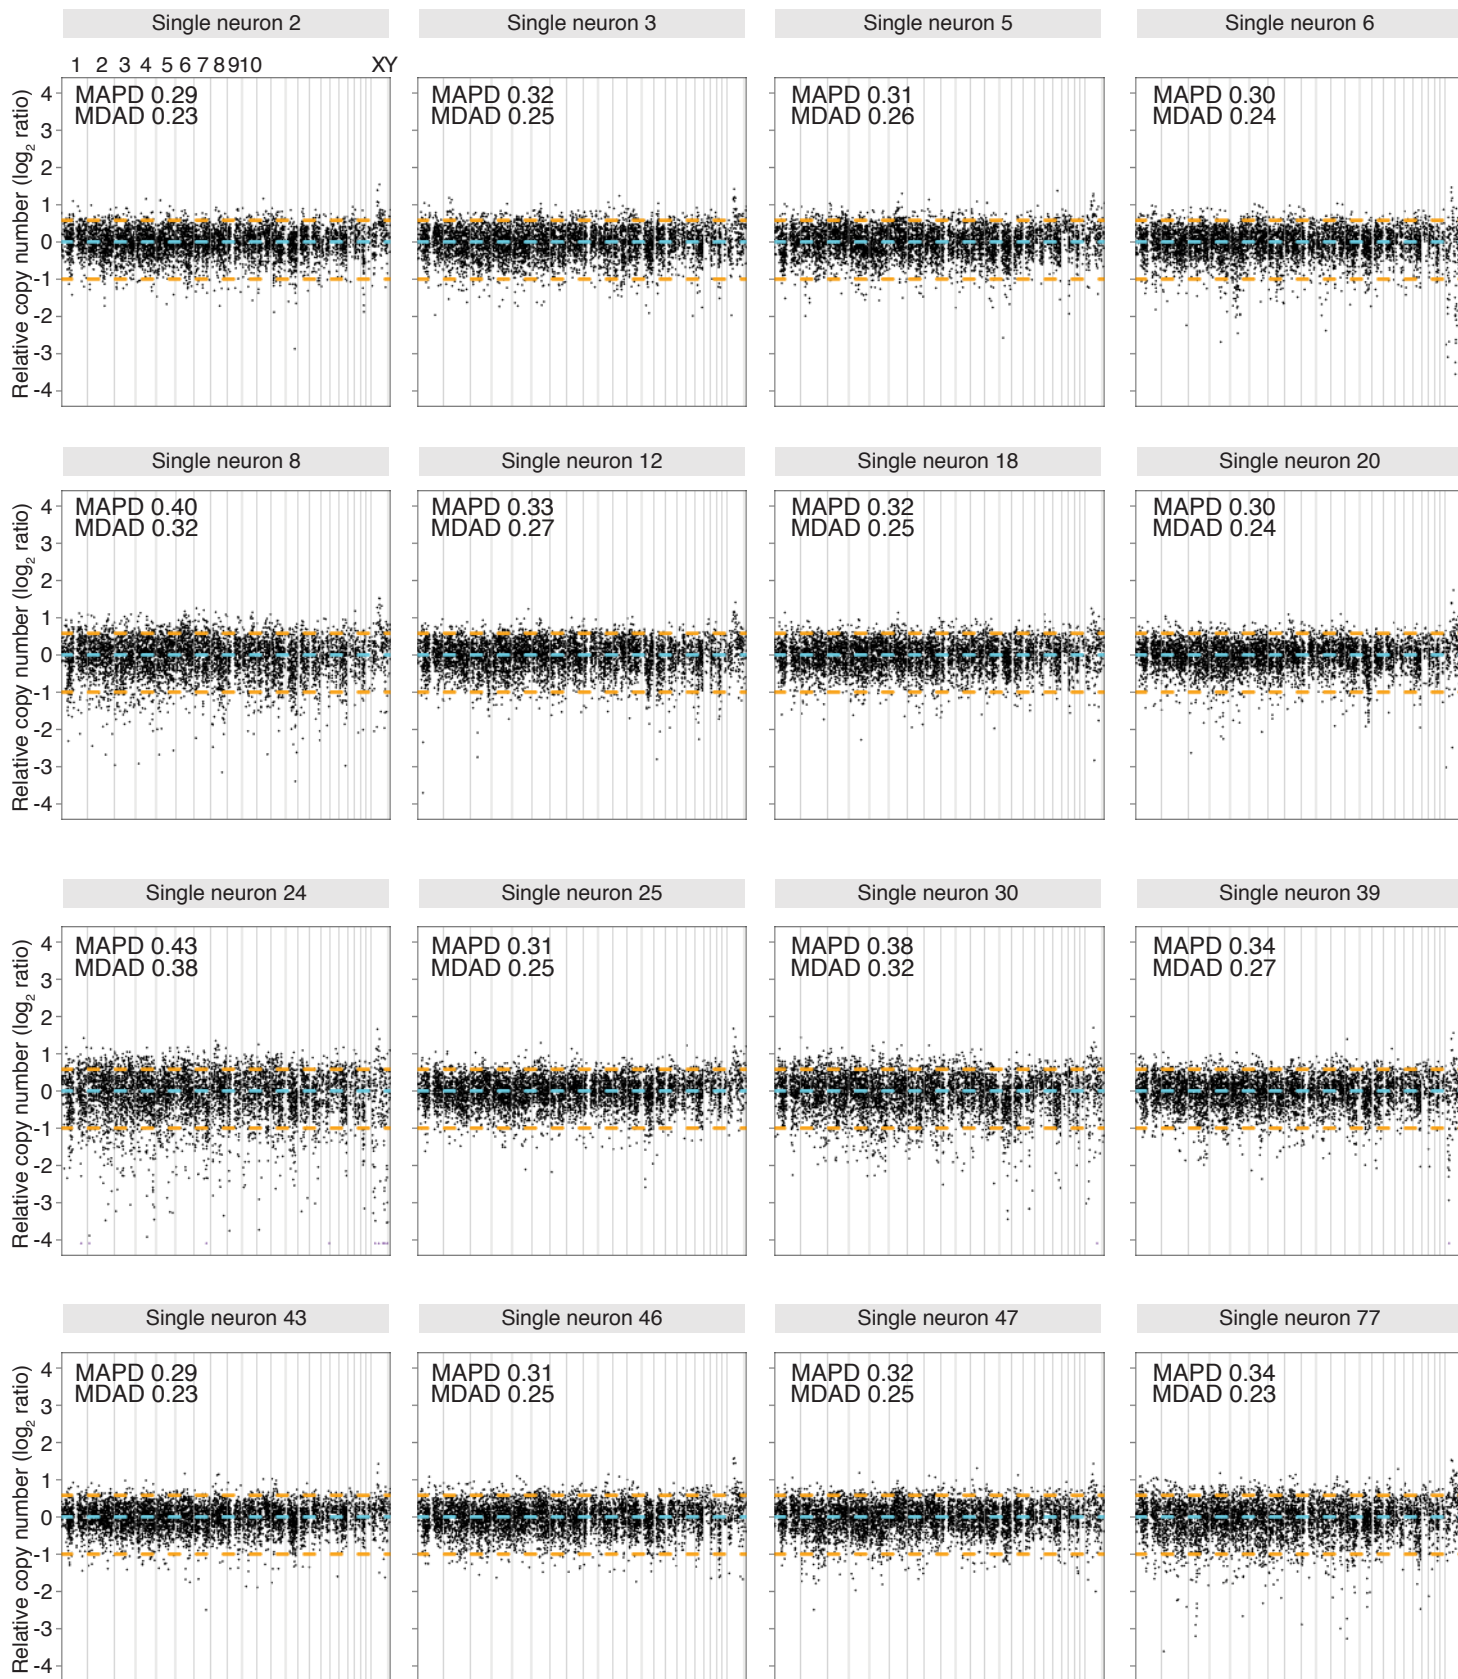 Single neuron 2
Single neuron 3
Single neuron 5
Single neuron 6
1 2 3 4 5 6 7 8 9 10 XY
Relative copy number (log2 ratio)
4
3
2
1
0
-1
-2
-3
-4
MAPD 0.29
MDAD 0.23
MAPD 0.32
MDAD 0.25
MAPD 0.31
MDAD 0.26
MAPD 0.30
MDAD 0.24
Single neuron 8
Single neuron 12
Single neuron 18
Single neuron 20
Relative copy number (log2 ratio)
4
3
2
1
0
-1
-2
-3
-4
MAPD 0.40
MDAD 0.32
MAPD 0.33
MDAD 0.27
MAPD 0.32
MDAD 0.25
MAPD 0.30
MDAD 0.24
Single neuron 24
Single neuron 25
Single neuron 30
Single neuron 39
Relative copy number (log2 ratio)
4
3
2
1
0
-1
-2
-3
-4
MAPD 0.43
MDAD 0.38
MAPD 0.31
MDAD 0.25
MAPD 0.38
MDAD 0.32
MAPD 0.34
MDAD 0.27
Single neuron 43
Single neuron 46
Single neuron 47
Single neuron 77
Relative copy number (log2 ratio)
4
3
2
1
0
-1
-2
-3
-4
MAPD 0.29
MDAD 0.23
MAPD 0.31
MDAD 0.25
MAPD 0.32
MDAD 0.25
MAPD 0.34
MDAD 0.23